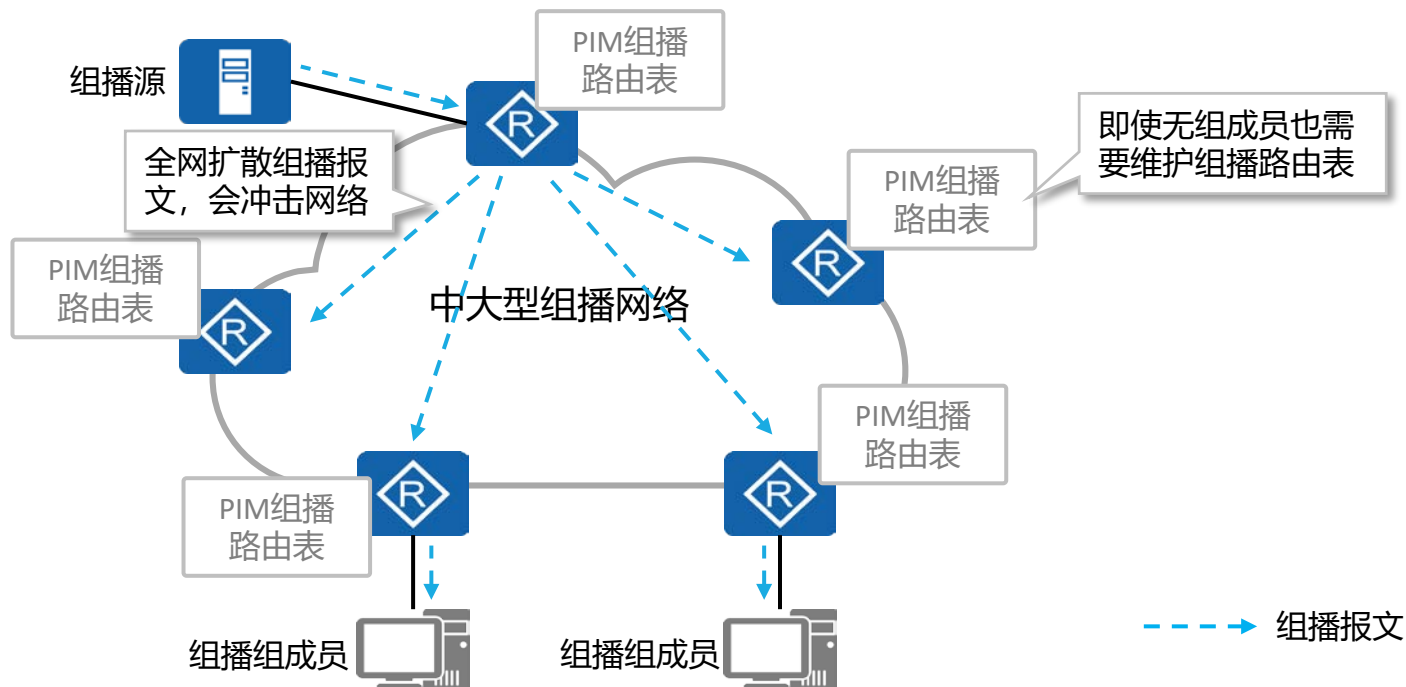 PIM组播
路由表
组播源
R
全网扩散组播报
文，会冲击网络
即使无组成员也需
要维护组播路由表
PIM组播
路由表
R
PIM组播
路由表
R
中大型组播网络
PIM组播
路由表
R
R
PIM组播
路由表
组播组成员
组播组成员
组播报文